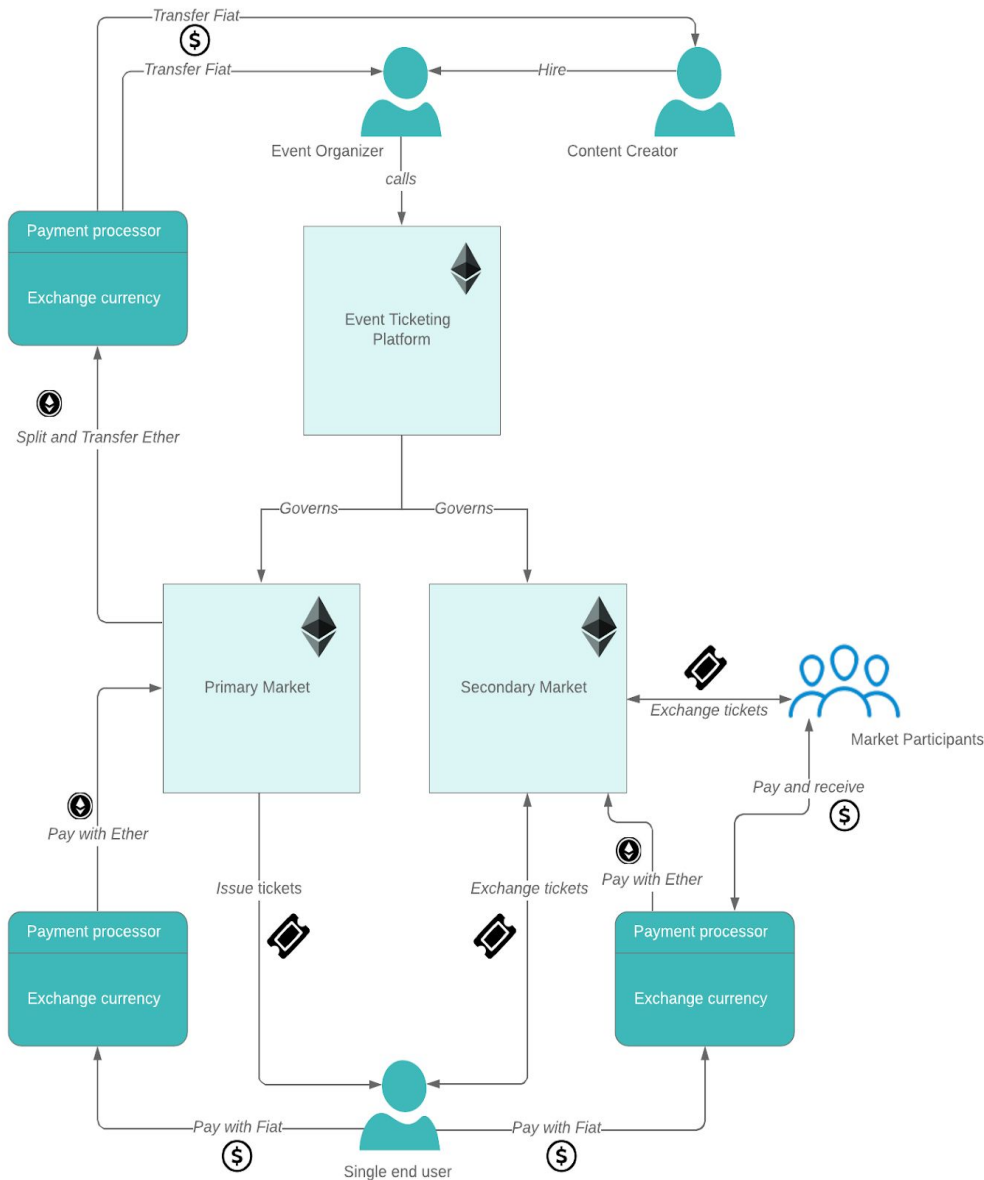 Transfer Fiat
$
Transfer Fiat
Hire
Event Organizer
Content Creator
calls
Payment processor
Exchange currency
Event Ticketing
Platform
Split and Transfer Ether
Governs
Governs
Primary Market
Secondary Market
Exchange tickets
Market Participants
Pay and receive
$
Pay with Ether
Issue tickets
Exchange tickets
Pay with Ether
Payment processor
Exchange currency
Payment processor
Exchange currency
Pay with Fiat
$
Pay with Fiat
$
Single end user